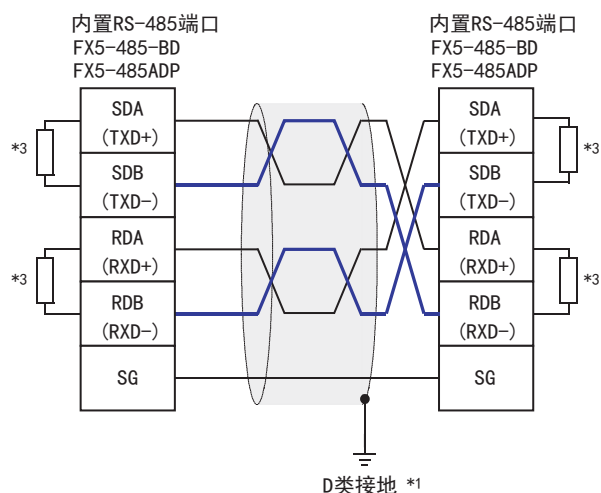 内置RS-485端口
FX5-485-BD
FX5-485ADP
内置RS-485端口
FX5-485-BD
FX5-485ADP
*3
SDA
(TXD+)
SDB
(TXD-)
*3
RDA
(RXD+)
RDB
(RXD-)
SG
SDA
(TXD+)
*3
SDB
(TXD-)
RDA
(RXD+)
*3
RDB
(RXD-)
SG
D类接地 *1